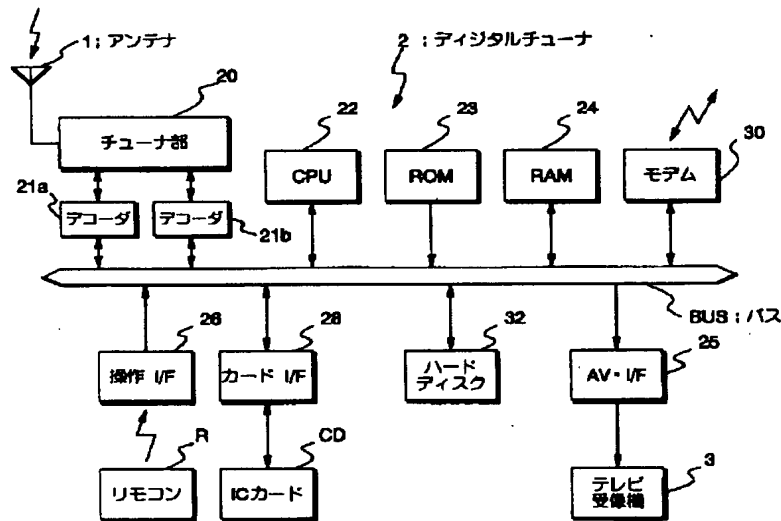 1；アンテナ
2；ディジタルチューナ
20
チューナ部
22
CPU
23
ROM
24
RAM
30
モデム
21a
デコーダ
デコーダ
21b
BUS；バス
26
操作 I/F
28
カード I/F
32
ハード
ディスク
25
AV・I/F
R
リモコン
CD
ICカード
3
テレビ
受像機